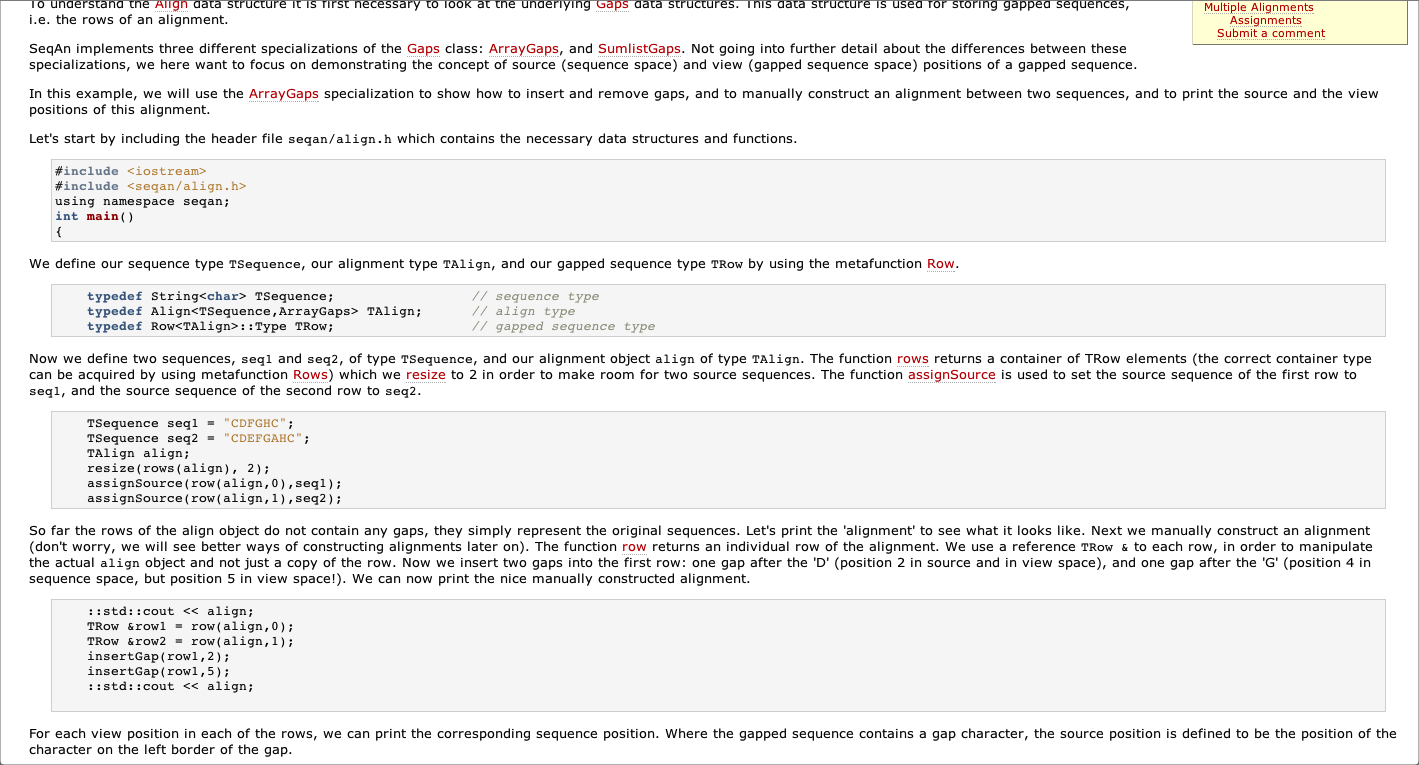 To understand the Align data structure it is first necessary to look at the underlying Gaps data structures. This data structure is used for storing gapped sequences,
i.e. the rows of an alignment.
Multiple Alignments
Assignments
Submit a comment
SeqAn implements three different specializations of the Gaps class: ArrayGaps, and SumlistGaps. Not going into further detail about the differences between these
specializations, we here want to focus on demonstrating the concept of source (sequence space) and view (gapped sequence space) positions of a gapped sequence.
In this example, we will use the ArrayGaps specialization to show how to insert and remove gaps, and to manually construct an alignment between two sequences, and to print the source and the view
positions of this alignment.
Let's start by including the header file seqan/align.h which contains the necessary data structures and functions.
#include <iostream>
#include <seqan/align.h>
using namespace seqan;
int main()
{
We define our sequence type TSequence, our alignment type TAlign, and our gapped sequence type TRow by using the metafunction Row.
typedef String<char> TSequence; // sequence type
typedef Align<TSequence,ArrayGaps> TAlign; // align type
typedef Row<TAlign>::Type TRow; // gapped sequence type
Now we define two sequences, seq1 and seq2, of type TSequence, and our alignment object align of type TAlign. The function rows returns a container of TRow elements (the correct container type
can be acquired by using metafunction Rows) which we resize to 2 in order to make room for two source sequences. The function assignSource is used to set the source sequence of the first row to
seq1, and the source sequence of the second row to seq2.
TSequence seq1 = "CDFGHC";
TSequence seq2 = "CDEFGAHC";
TAlign align;
resize(rows(align), 2);
assignSource(row(align,0),seq1);
assignSource(row(align,1),seq2);
So far the rows of the align object do not contain any gaps, they simply represent the original sequences. Let's print the 'alignment' to see what it looks like. Next we manually construct an alignment
(don't worry, we will see better ways of constructing alignments later on). The function row returns an individual row of the alignment. We use a reference TRow & to each row, in order to manipulate
the actual align object and not just a copy of the row. Now we insert two gaps into the first row: one gap after the 'D' (position 2 in source and in view space), and one gap after the 'G' (position 4 in
sequence space, but position 5 in view space!). We can now print the nice manually constructed alignment.
::std::cout << align;
TRow &row1 = row(align,0);
TRow &row2 = row(align,1);
insertGap(row1,2);
insertGap(row1,5);
::std::cout << align;
For each view position in each of the rows, we can print the corresponding sequence position. Where the gapped sequence contains a gap character, the source position is defined to be the position of the
character on the left border of the gap.